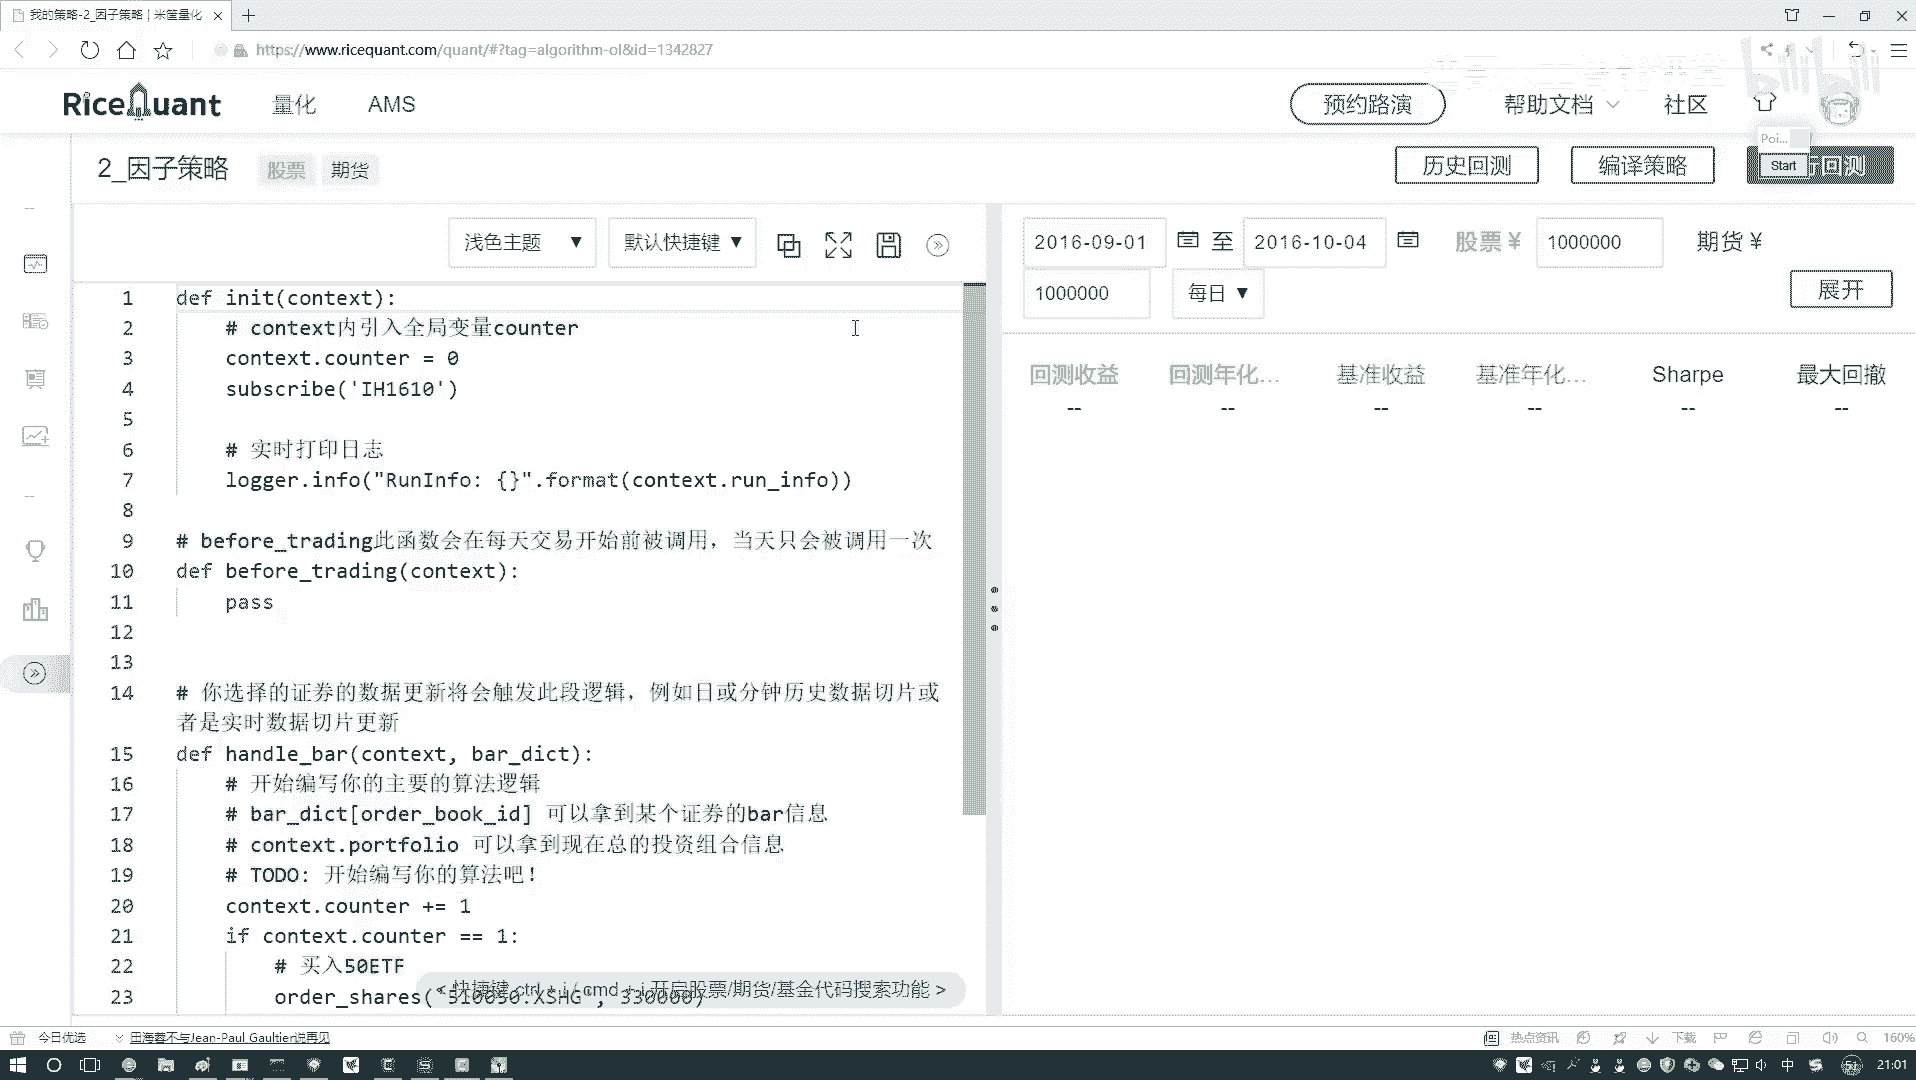 我的策略-2_因子策略 | 米筐量化
https://www.ricequant.com/quant/#?tag=algorithm-ol&id=1342827
bilibili
RiceQuant
量化
AMS
预约路演
帮助文档
社区
Poi...
Start
2_因子策略
股票
期货
历史回测
编译策略
回测
浅色主题 ▼
默认快捷键 ▼
2016-09-01
至
2016-10-04
股票 ¥
1000000
期货 ¥
1000000
每日 ▼
展开
回测收益
回测年化...
基准收益
基准年化...
Sharpe
最大回撤
--
--
--
--
--
--
1 def init(context):
2 # context内引入全局变量counter
3 context.counter = 0
4 subscribe('IH1610')
5
6 # 实时打印日志
7 logger.info("RunInfo: {}".format(context.run_info))
8
9 # before_trading此函数会在每天交易开始前被调用，当天只会被调用一次
10 def before_trading(context):
11 pass
12
13
14 # 你选择的证券的数据更新将会触发此段逻辑，例如日或分钟历史数据切片或
者是实时数据切片更新
15 def handle_bar(context, bar_dict):
16 # 开始编写你的主要的算法逻辑
17 # bar_dict[order_book_id] 可以拿到某个证券的bar信息
18 # context.portfolio 可以拿到现在总的投资组合信息
19 # TODO: 开始编写你的算法吧！
20 context.counter += 1
21 if context.counter == 1:
22 # 买入50ETF
23 order_shares('510050.XSHG', 330000)
< 快捷键 ctrl + i / cmd + i 开启股票/期货/基金代码搜索功能 >
今日优选
田海蓉不与Jean-Paul Gaultier说再见
热点资讯
下载
160%
中
21:01